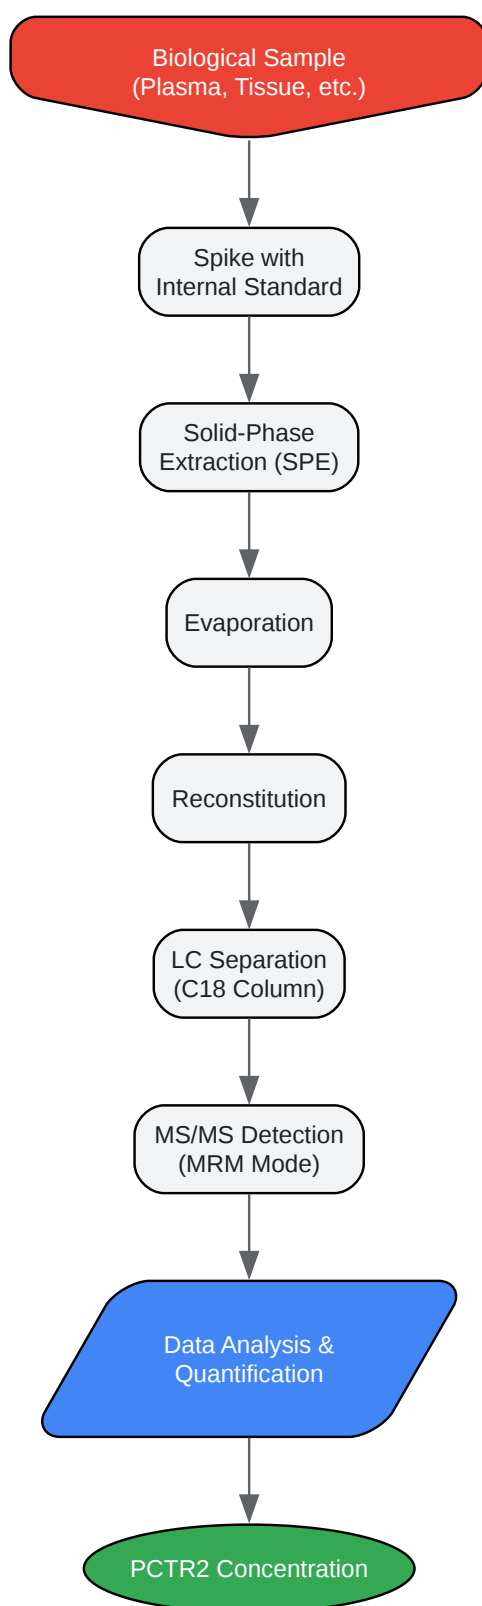 Biological Sample
(Plasma, Tissue, etc.)
Spike with
Internal Standard
Solid-Phase
Extraction (SPE)
Evaporation
Reconstitution
LC Separation
(C18 Column)
MS/MS Detection
(MRM Mode)
Data Analysis &
Quantification
PCTR2 Concentration